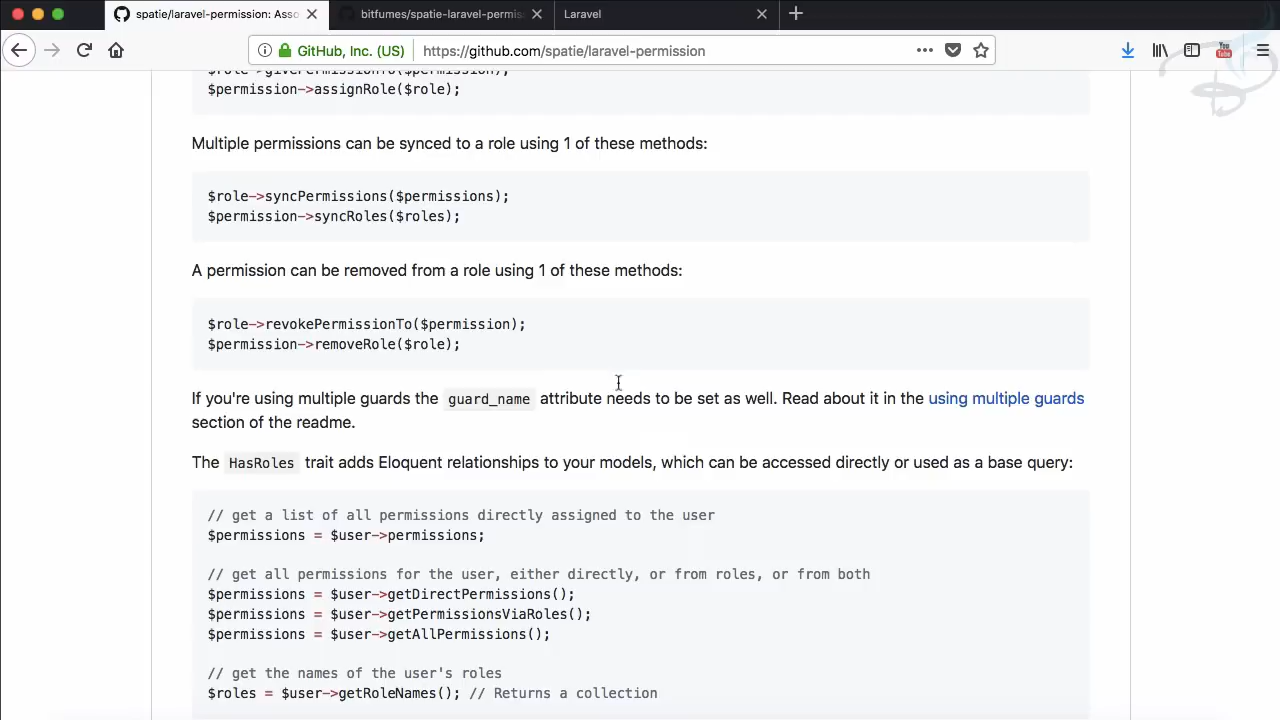 spatie/laravel-permission: Asso
bitfumes/spatie-laravel-permis
Laravel
GitHub, Inc. (US)
https://github.com/spatie/laravel-permission
You
$role->givePermissionTo($permission);
$permission->assignRole($role);
Multiple permissions can be synced to a role using 1 of these methods:
$role->syncPermissions($permissions);
$permission->syncRoles($roles);
A permission can be removed from a role using 1 of these methods:
$role->revokePermissionTo($permission);
$permission->removeRole($role);
If you're using multiple guards the guard_name attribute needs to be set as well. Read about it in the using multiple guards
section of the readme.
The HasRoles trait adds Eloquent relationships to your models, which can be accessed directly or used as a base query:
// get a list of all permissions directly assigned to the user
$permissions = $user->permissions;
// get all permissions for the user, either directly, or from roles, or from both
$permissions = $user->getDirectPermissions();
$permissions = $user->getPermissionsViaRoles();
$permissions = $user->getAllPermissions();
// get the names of the user's roles
$roles = $user->getRoleNames(); // Returns a collection